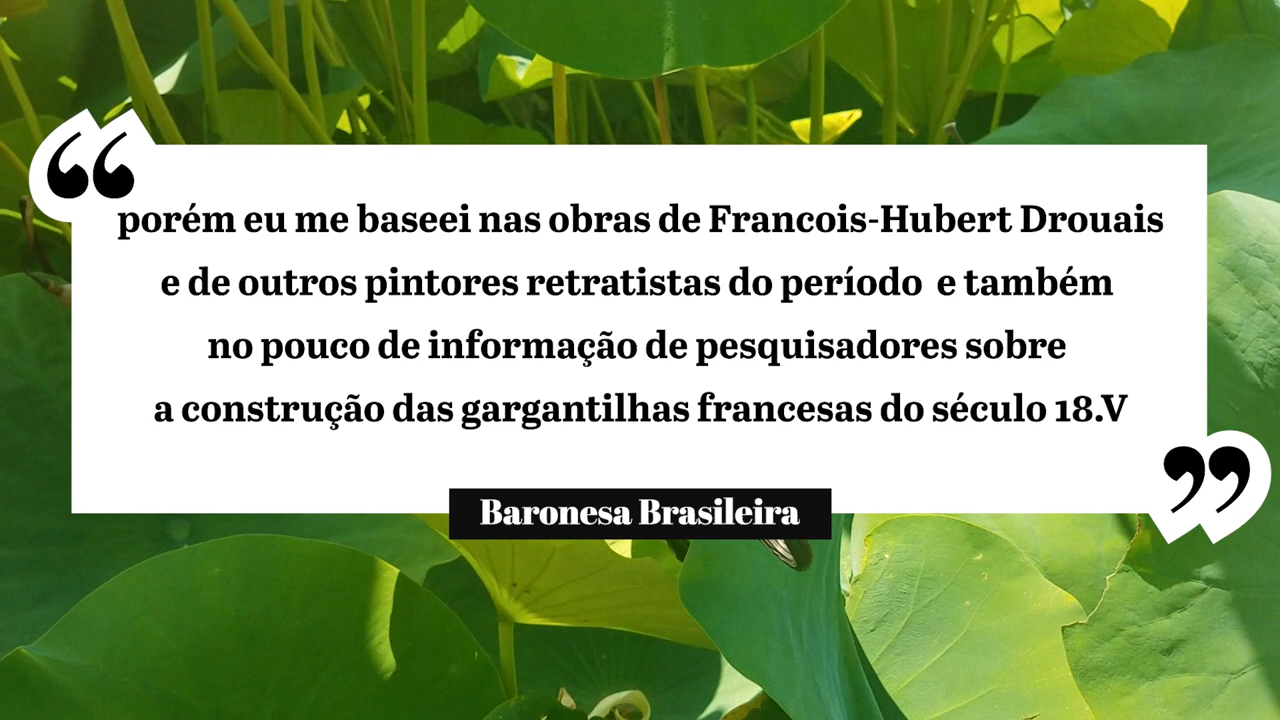 “
porém eu me baseei nas obras de Francois-Hubert Drouais
e de outros pintores retratistas do período  e também
no pouco de informação de pesquisadores sobre
a construção das gargantilhas francesas do século 18.V
”
Baronesa Brasileira